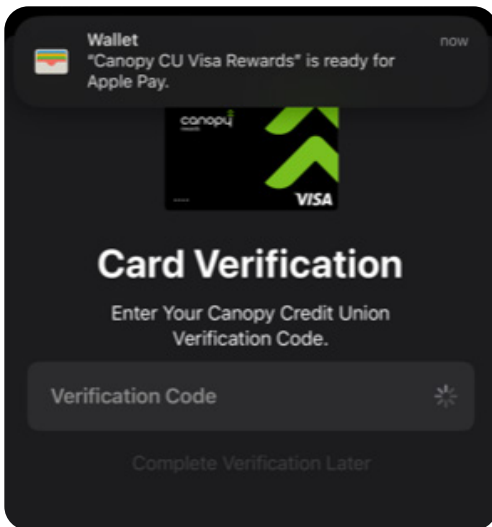 Wallet
now
“Canopy CU Visa Rewards” is ready for
Apple Pay.
canopy
rewards
VISA
Card Verification
Enter Your Canopy Credit Union
Verification Code.
Verification Code
Complete Verification Later